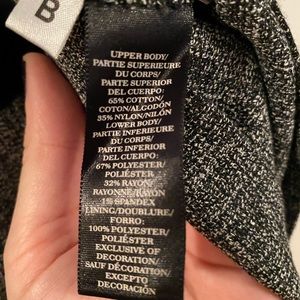 B
UPPER BODY/
PARTIE SUPERIEURE
DU CORPS/
PARTE SUPERIOR
DEL CUERPO:
65% COTTON/
COTON/ALGODÓN
35% NYLON/NILÓN
LOWER BODY/
PARTIE INFERIEURE
DU CORPS/
PARTE INFERIOR
DEL CUERPO:
67% POLYESTER/
POLIÉSTER
32% RAYON/
RAYONNE/RAYÓN
1% SPANDEX
LINING/DOUBLURE/
FORRO:
100% POLYESTER/
POLIÉSTER
EXCLUSIVE OF
DECORATION/
SAUF DÉCORATION/
EXCEPTO
DECORACIÓN